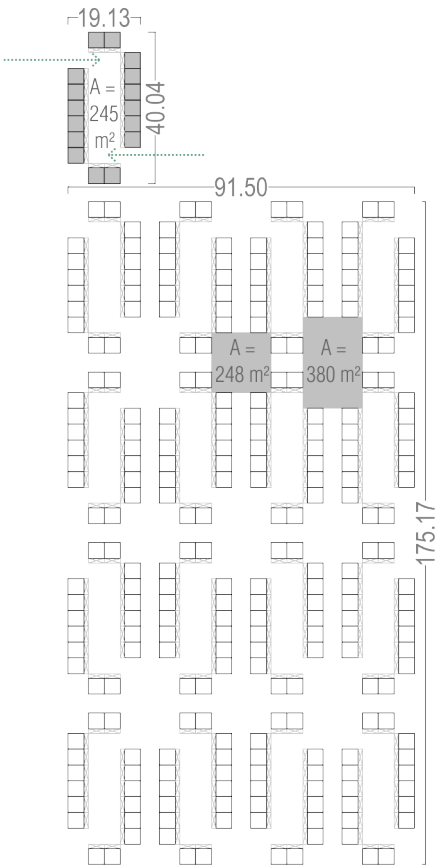 19.13
A =
245
m²
40.04
91.50
A =
248 m²
A =
380 m²
175.17